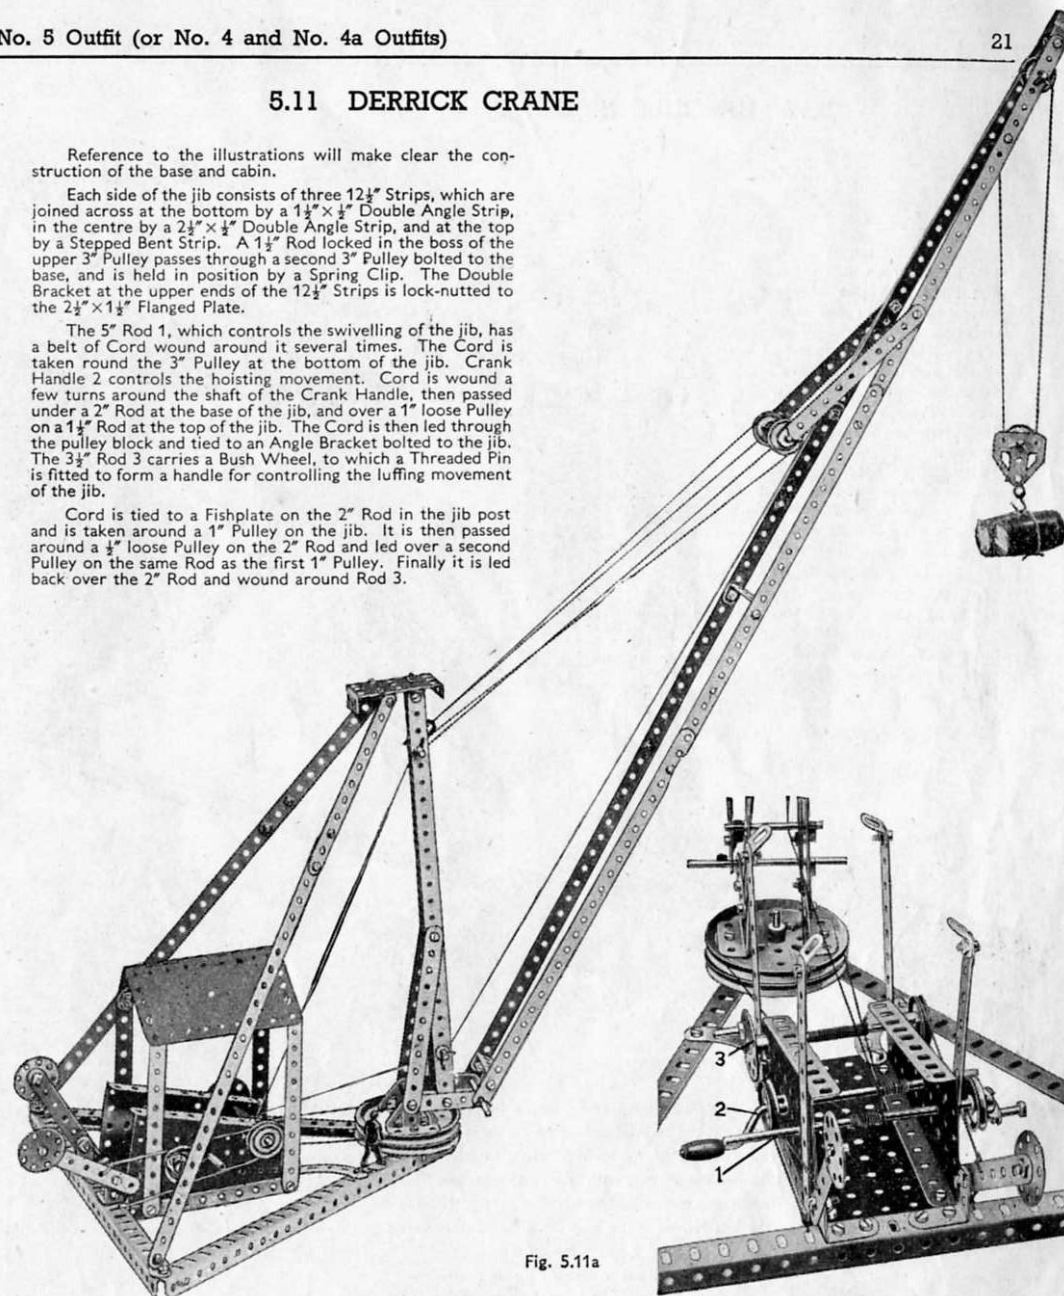 No. 5 Outfit (or No. 4 and No. 4a Outfits)
21
5.11 DERRICK CRANE
Reference to the illustrations will make clear the con-
struction of the base and cabin.
Each side of the jib consists of three 12½″ Strips, which are
joined across at the bottom by a 1½″×½″ Double Angle Strip,
in the centre by a 2½″×½″ Double Angle Strip, and at the top
by a Stepped Bent Strip. A 1½″ Rod locked in the boss of the
upper 3″ Pulley passes through a second 3″ Pulley bolted to the
base, and is held in position by a Spring Clip. The Double
Bracket at the upper ends of the 12½″ Strips is lock-nutted to
the 2½″×1½″ Flanged Plate.
The 5″ Rod 1, which controls the swivelling of the jib, has
a belt of Cord wound around it several times. The Cord is
taken round the 3″ Pulley at the bottom of the jib. Crank
Handle 2 controls the hoisting movement. Cord is wound a
few turns around the shaft of the Crank Handle, then passed
under a 2″ Rod at the base of the jib, and over a 1″ loose Pulley
on a 1½″ Rod at the top of the jib. The Cord is then led through
the pulley block and tied to an Angle Bracket bolted to the jib.
The 3½″ Rod 3 carries a Bush Wheel, to which a Threaded Pin
is fitted to form a handle for controlling the luffing movement
of the jib.
Cord is tied to a Fishplate on the 2″ Rod in the jib post
and is taken around a 1″ Pulley on the jib. It is then passed
around a ½″ loose Pulley on the 2″ Rod and led over a second
Pulley on the same Rod as the first 1″ Pulley. Finally it is led
back over the 2″ Rod and wound around Rod 3.
3
2
1
Fig. 5.11a